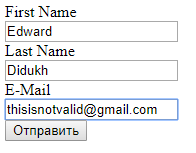 First Name
Edward
Last Name
Didukh
E-Mail
thisisnotvalid@gmail.com
Отправить